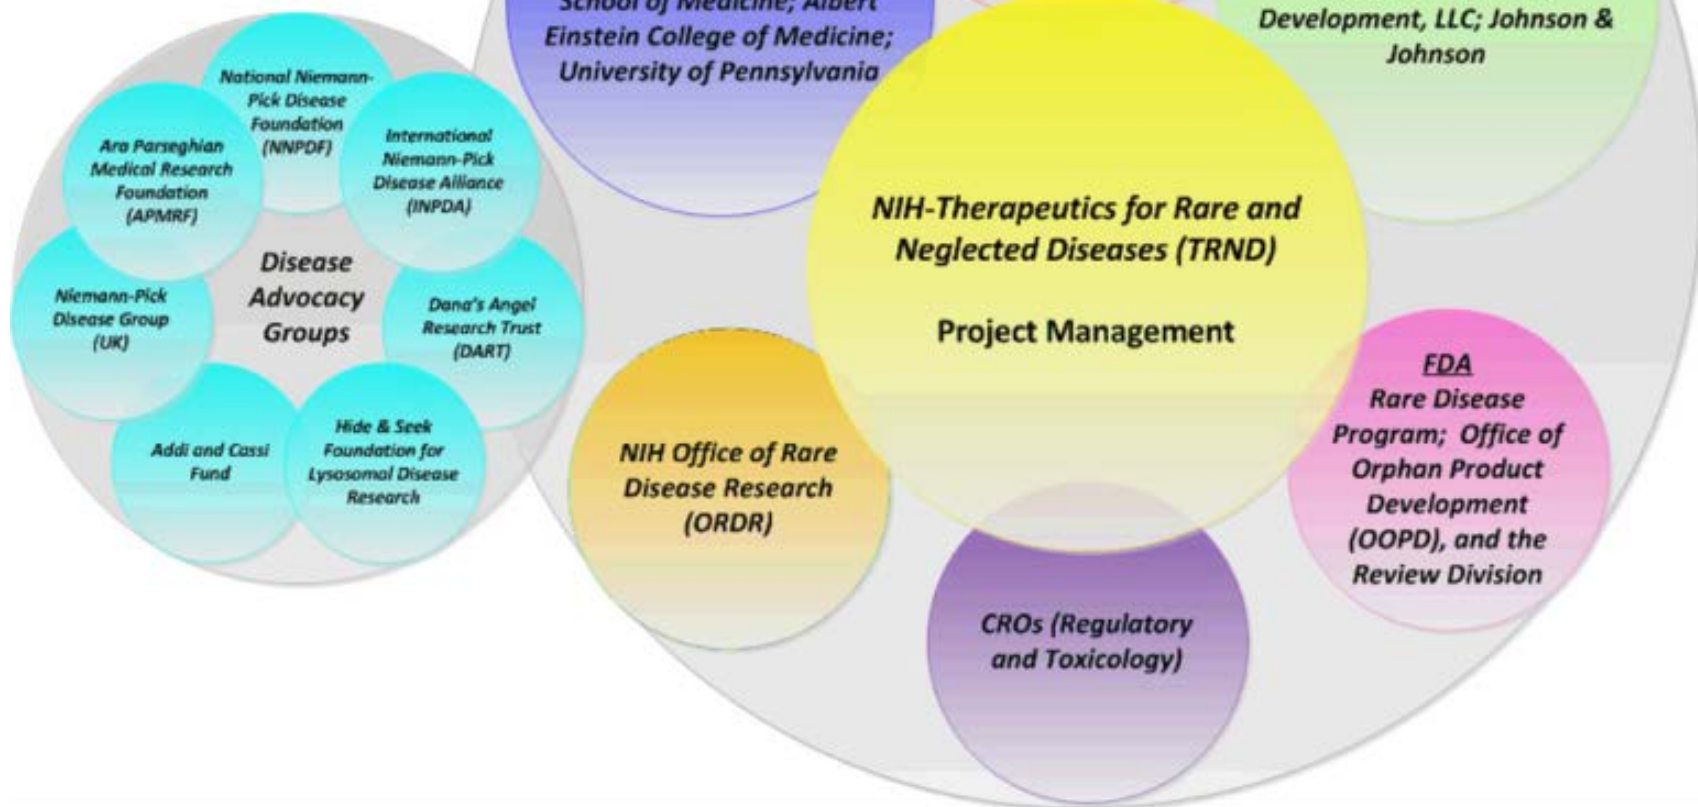 School of Medicine; Albert
Einstein College of Medicine;
University of Pennsylvania
Development, LLC; Johnson &
Johnson
National Niemann-
Pick Disease
Foundation
(NNPDF)
Ara Parseghian
Medical Research
Foundation
(APMRF)
International
Niemann-Pick
Disease Alliance
(INPDA)
Disease
Advocacy
Groups
Niemann-Pick
Disease Group
(UK)
Dana's Angel
Research Trust
(DART)
Addi and Cassi
Fund
Hide & Seek
Foundation for
Lysosomal Disease
Research
NIH-Therapeutics for Rare and
Neglected Diseases (TRND)
Project Management
NIH Office of Rare
Disease Research
(ORDR)
FDA
Rare Disease
Program; Office of
Orphan Product
Development
(OOPD), and the
Review Division
CROs (Regulatory
and Toxicology)